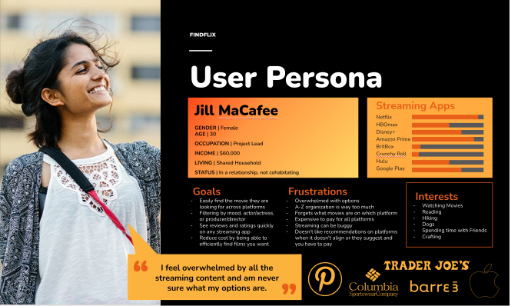 FINDFLIX
User Persona
Jill MacCafee
GENDER | Female
AGE | 30
OCCUPATION | Project Lead
INCOME | $60,000
LIVING | Shared Household
STATUS | In a relationship, not cohabitating
Streaming Apps
Netflix
HBOmax
Disney+
Amazon Prime
BritBox
Crunchy Roll
Hulu
Google Play
Goals
Easily find the movie they are
looking for across platforms
Filtering by mood, actor/actress,
or producer/director
See reviews and ratings quickly
on any streaming app
Reduce cost by being able to
efficiently find films you want
Frustrations
Overwhelmed with options
A-Z organization is way too much
Forgets what movies are on which platform
Expensive to pay for all platforms
Streaming can be buggy
Doesn't like recommendations on platforms
when it doesn't align or they suggest and
you have to pay
Interests
Watching Movies
Reading
Hiking
Dogs
Spending time with Friends
Crafting
“ I feel overwhelmed by all the
streaming content and am never
sure what my options are. ”
TRADER JOE'S
Columbia
Sportswear Company
barre3